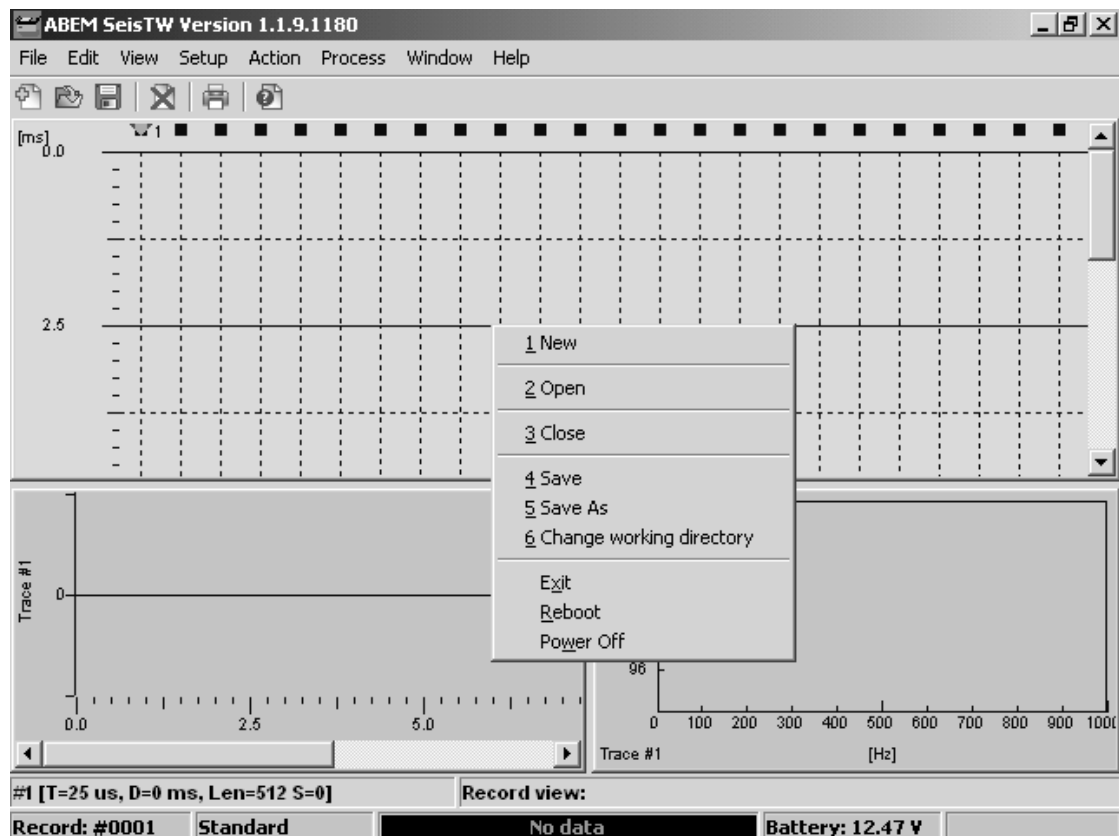 ABEM SeisTW Version 1.1.9.1180
File Edit View Setup Action Process Window Help
[ms] 1
0.0
2.5
1 New
2 Open
3 Close
4 Save
5 Save As
6 Change working directory
Exit
Reboot
Power Off
Trace #1
0
0.0 2.5 5.0
96
0 100 200 300 400 500 600 700 800 900 1000
Trace #1 [Hz]
#1 [T=25 us, D=0 ms, Len=512 S=0] Record view:
Record: #0001 Standard No data Battery: 12.47 V